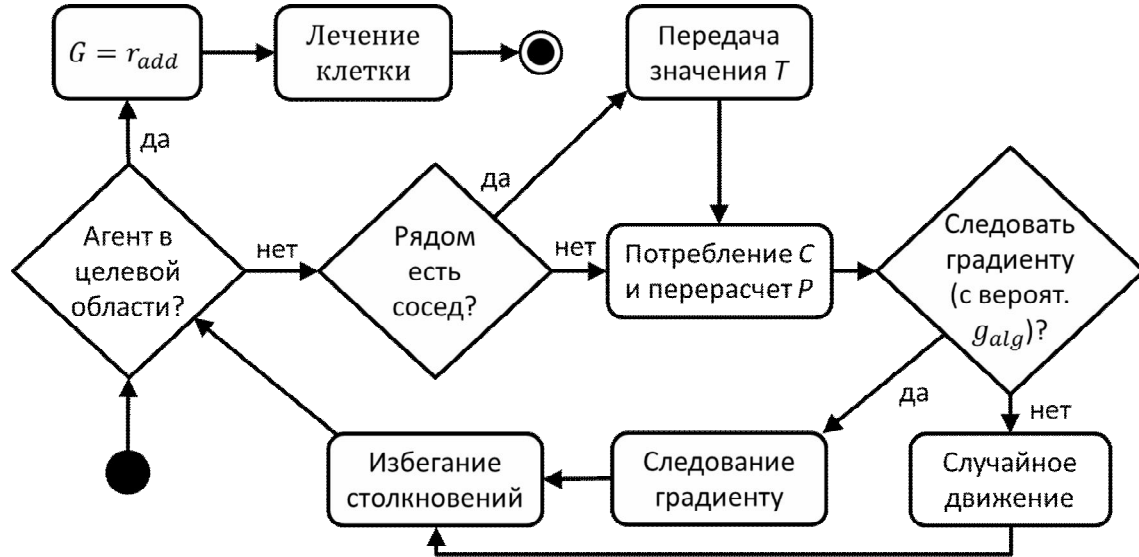 G = r_add
Лечение
клетки
Передача
значения T
да
Агент в
целевой
области?
нет
Рядом
есть
сосед?
да
нет
Потребление C
и перерасчет P
Следовать
градиенту
(с вероят.
g_alg)?
да
нет
Избегание
столкновений
Следование
градиенту
Случайное
движение